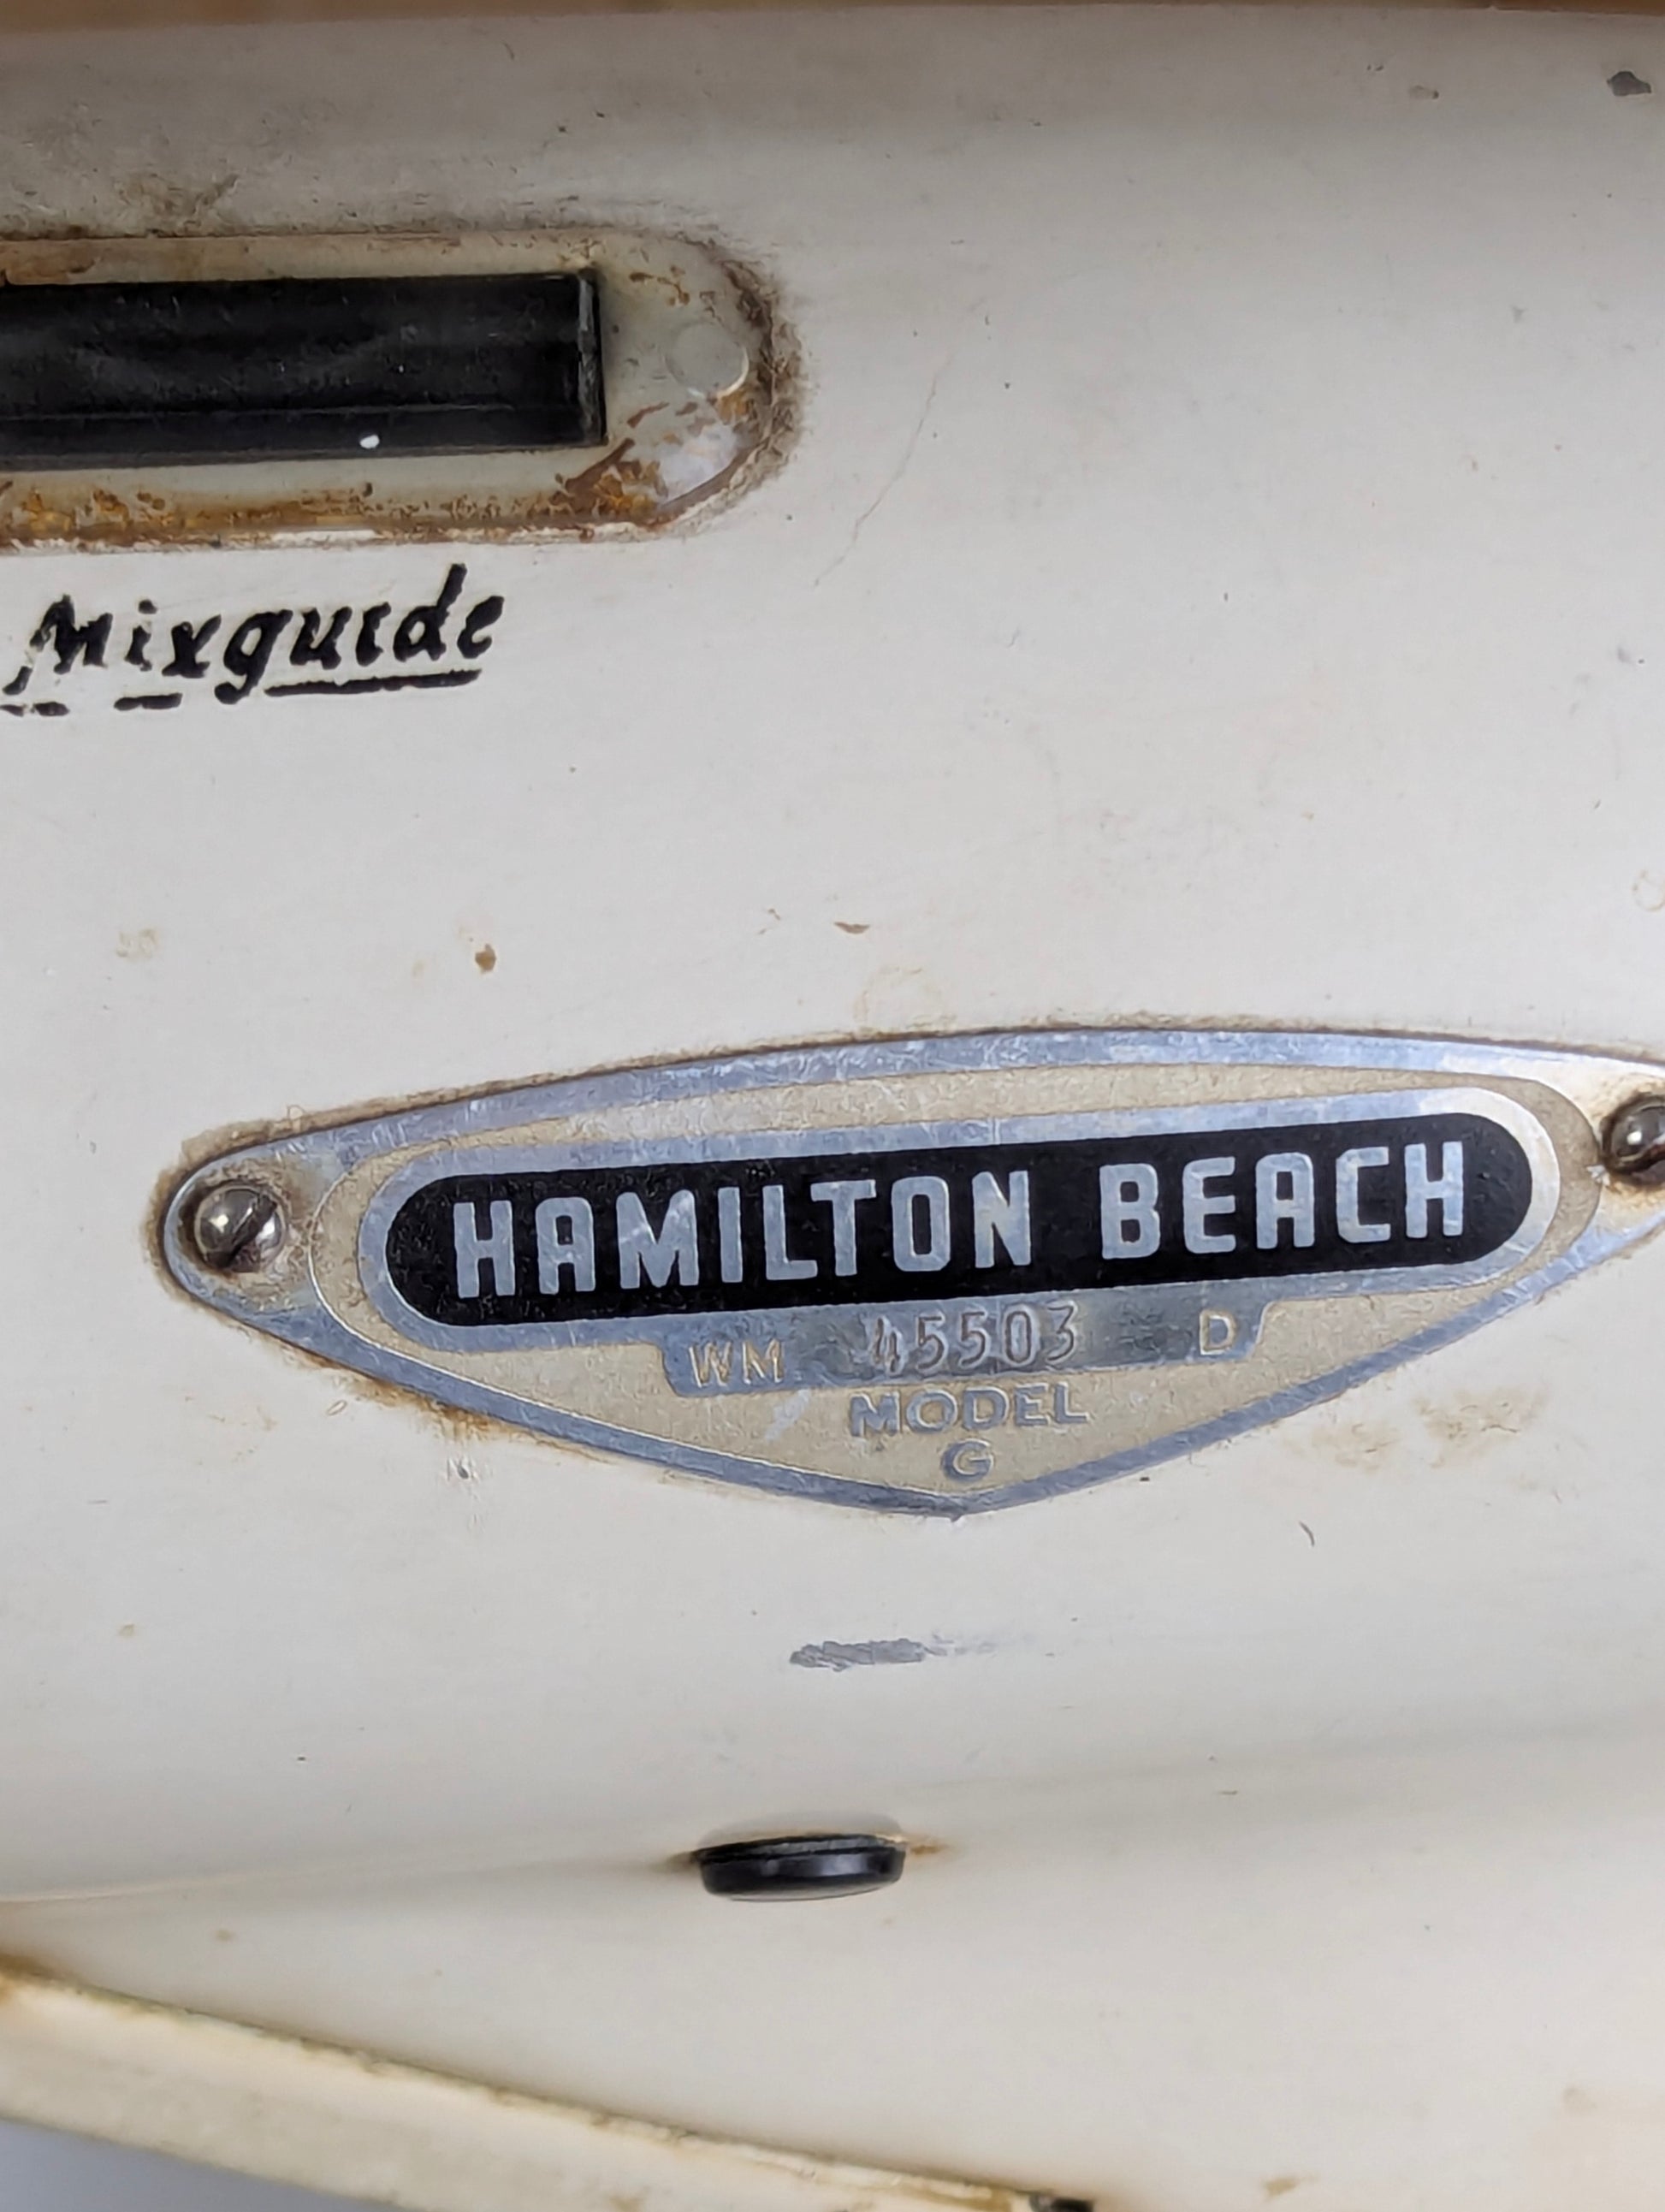 Mixguide
HAMILTON BEACH
WM 45503 D
MODEL
G